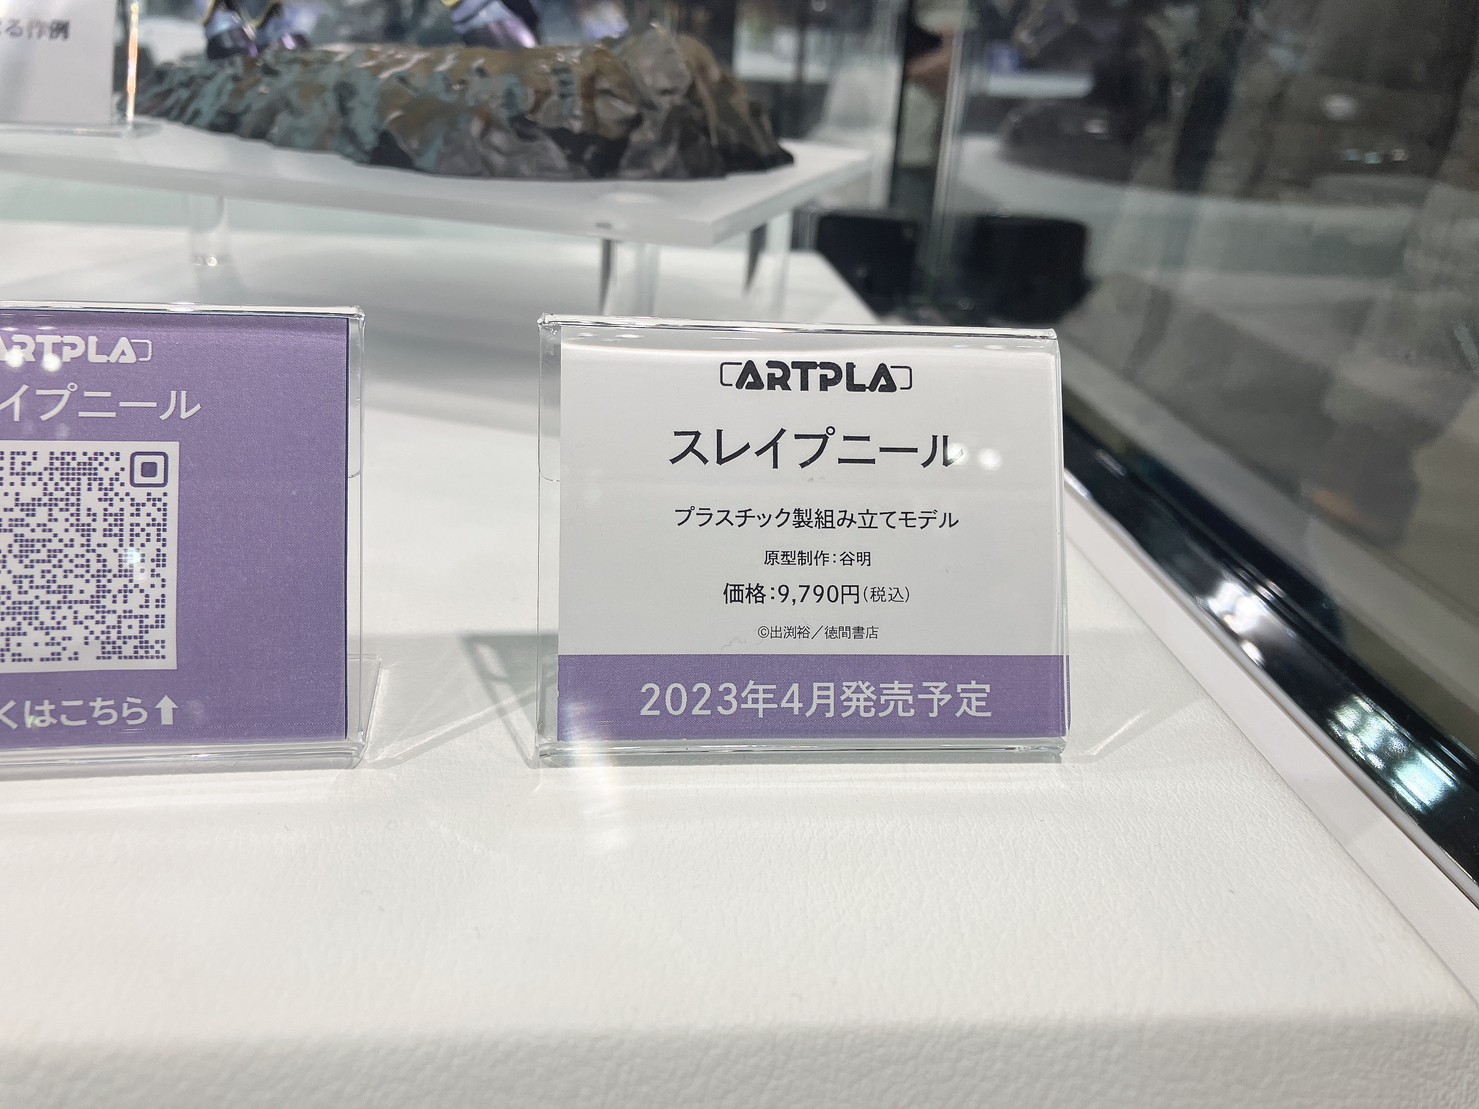 る作例
ARTPLA
イプニール
くはこちら↑
ARTPLA
スレイプニール
プラスチック製組み立てモデル
原型制作：谷明
価格：9,790円(税込)
©出渕裕／徳間書店
2023年4月発売予定